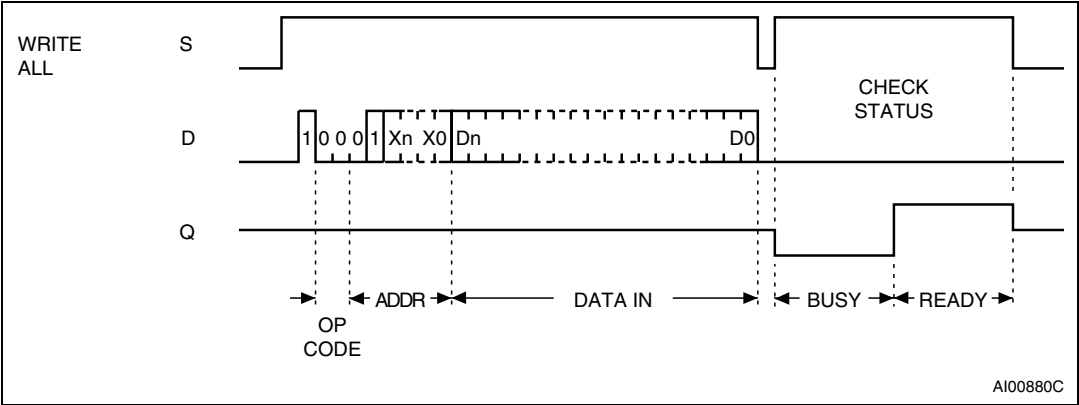 WRITE
ALL
S
CHECK
STATUS
D
1 0 0 0 1 Xn X0 Dn D0
Q
ADDR DATA IN BUSY READY
OP
CODE
AI00880C